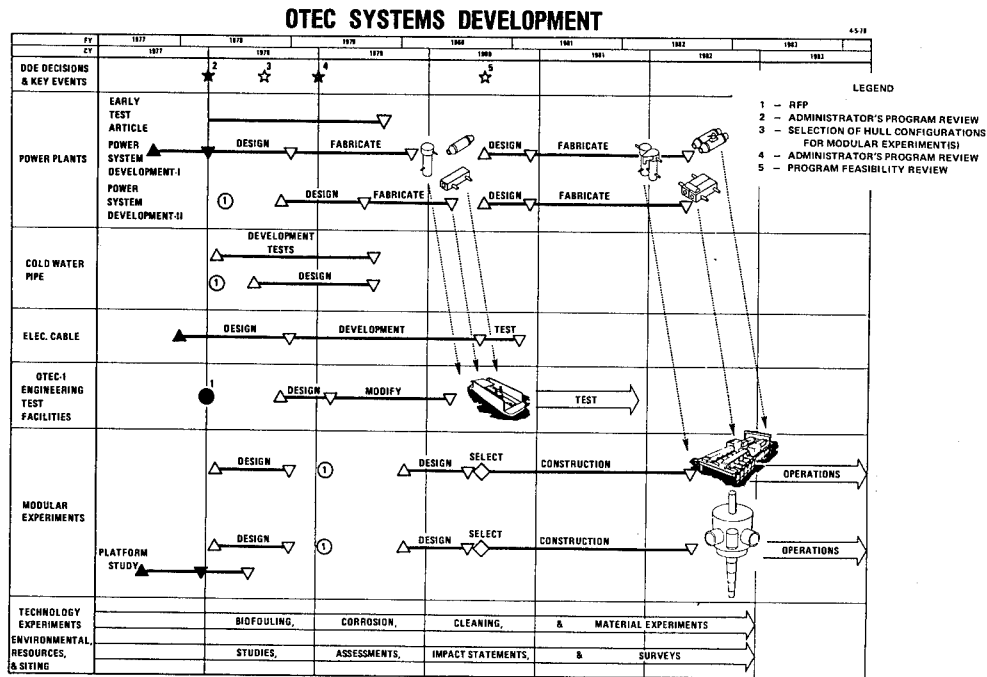 OTEC SYSTEMS DEVELOPMENT
4-5-78
FY 1977 1978 1979 1980 1981 1982 1983
CY 1977 1978 1979 1980 1981 1982 1983
DOE DECISIONS
& KEY EVENTS
2 3 4 5
LEGEND
1 – RFP
2 – ADMINISTRATOR'S PROGRAM REVIEW
3 – SELECTION OF HULL CONFIGURATIONS
FOR MODULAR EXPERIMENT(S)
4 – ADMINISTRATOR'S PROGRAM REVIEW
5 – PROGRAM FEASIBILITY REVIEW
POWER PLANTS
EARLY
TEST
ARTICLE
POWER
SYSTEM
DEVELOPMENT-I
DESIGN FABRICATE DESIGN FABRICATE
POWER
SYSTEM
DEVELOPMENT-II
1 DESIGN FABRICATE DESIGN FABRICATE
COLD WATER
PIPE
DEVELOPMENT
TESTS
1 DESIGN
ELEC. CABLE DESIGN DEVELOPMENT TEST
OTEC-I
ENGINEERING
TEST
FACILITIES
1 DESIGN MODIFY TEST
MODULAR
EXPERIMENTS
DESIGN 1 DESIGN SELECT CONSTRUCTION OPERATIONS
DESIGN 1 DESIGN SELECT CONSTRUCTION OPERATIONS
PLATFORM
STUDY
TECHNOLOGY
EXPERIMENTS
BIOFOULING, CORROSION, CLEANING, & MATERIAL EXPERIMENTS
ENVIRONMENTAL,
RESOURCES,
& SITING
STUDIES, ASSESSMENTS, IMPACT STATEMENTS, & SURVEYS